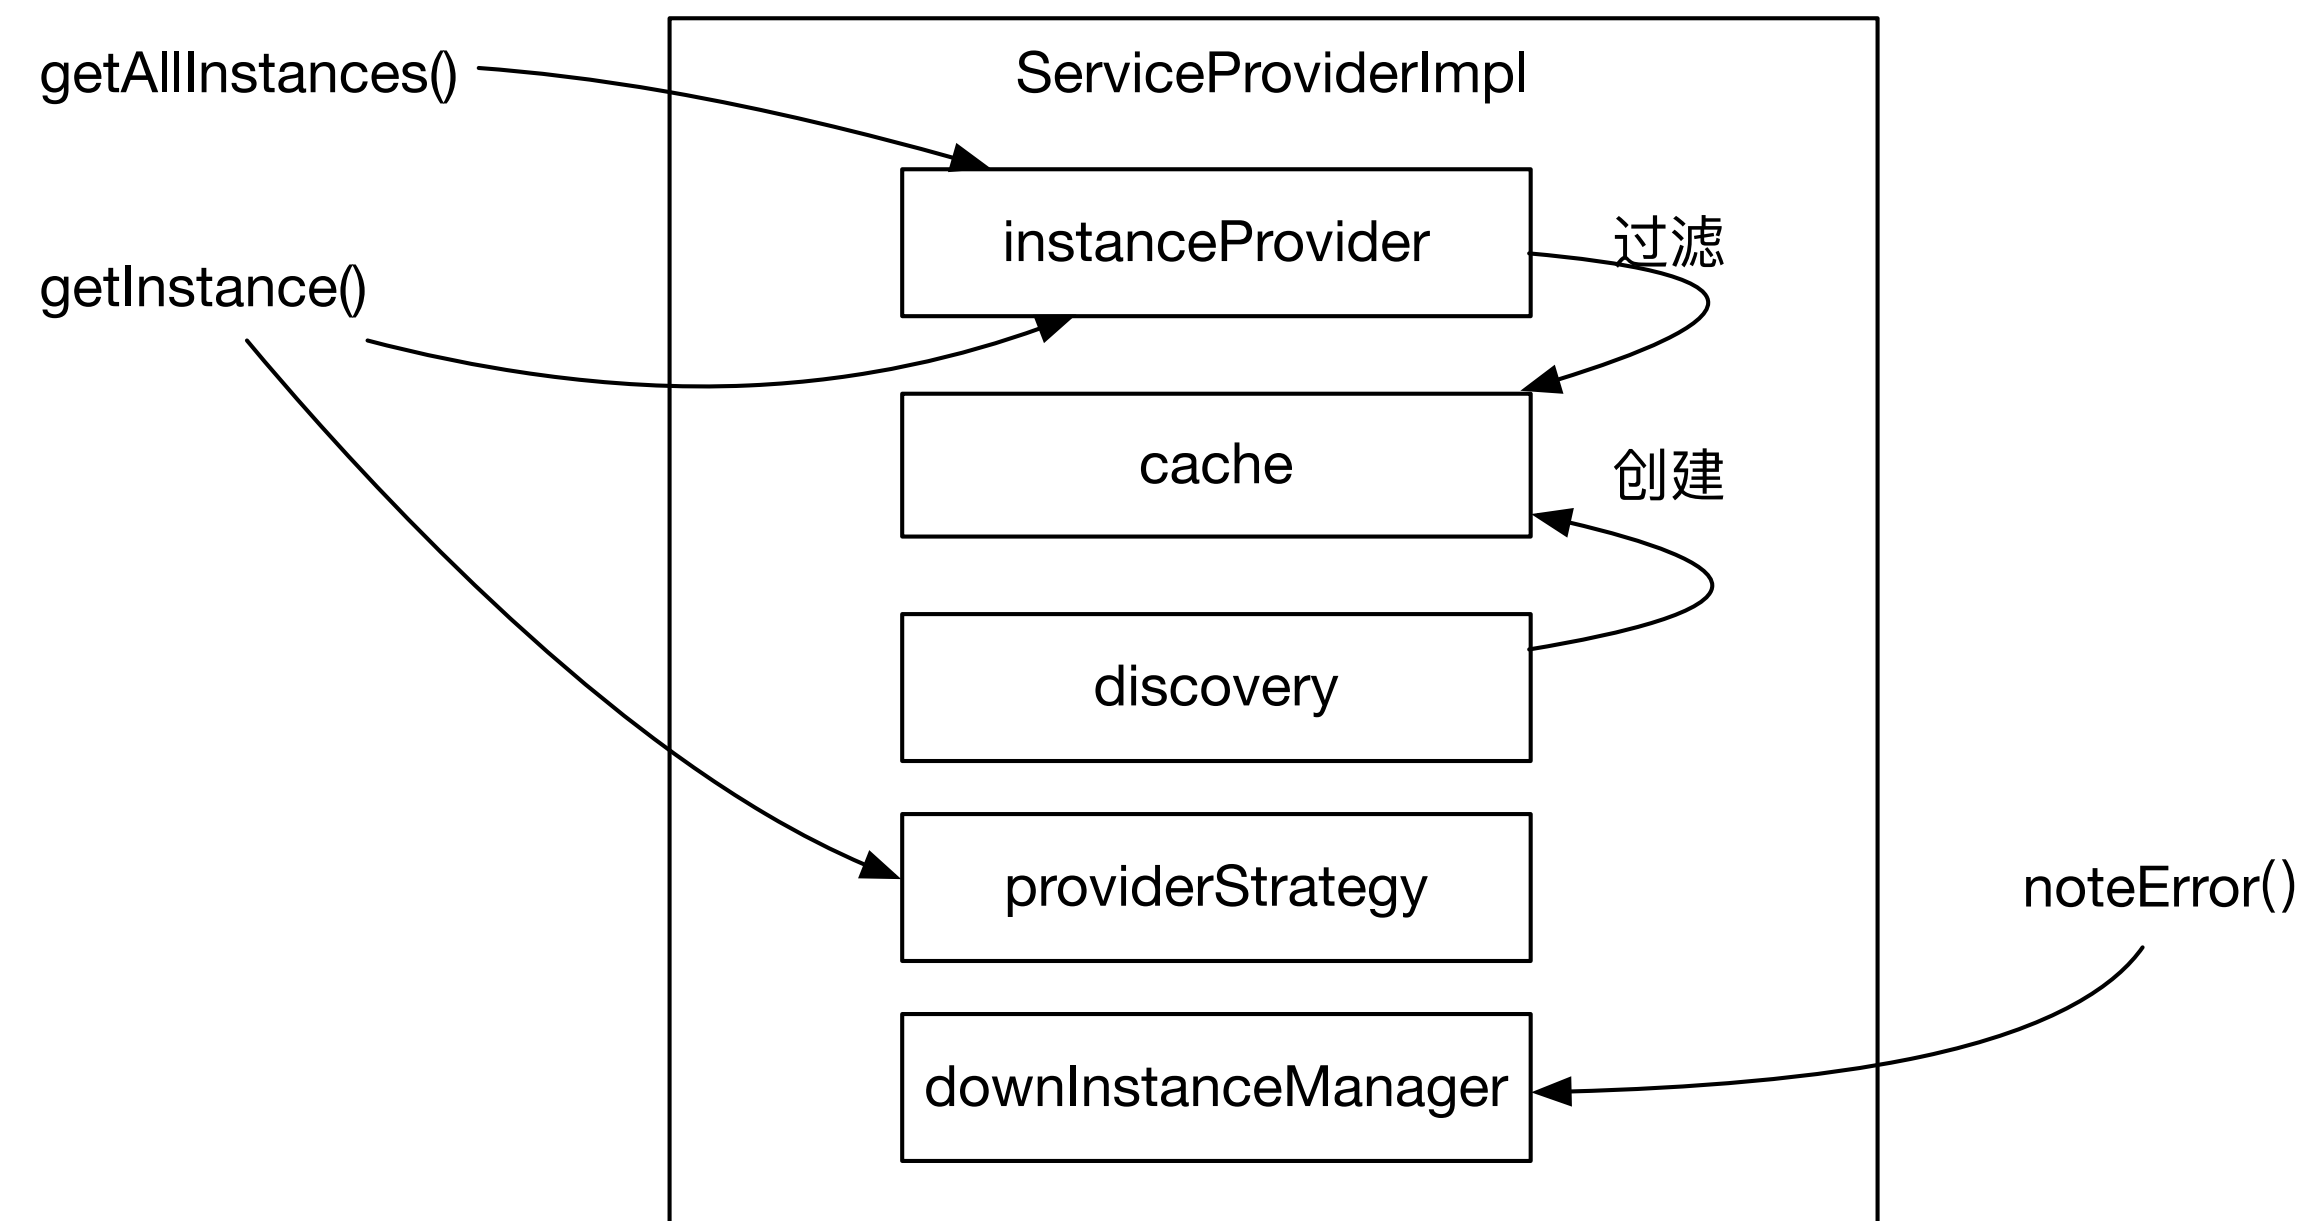 getAllInstances()
ServiceProviderImpl
instanceProvider
过滤
getInstance()
cache
创建
discovery
providerStrategy
noteError()
downInstanceManager